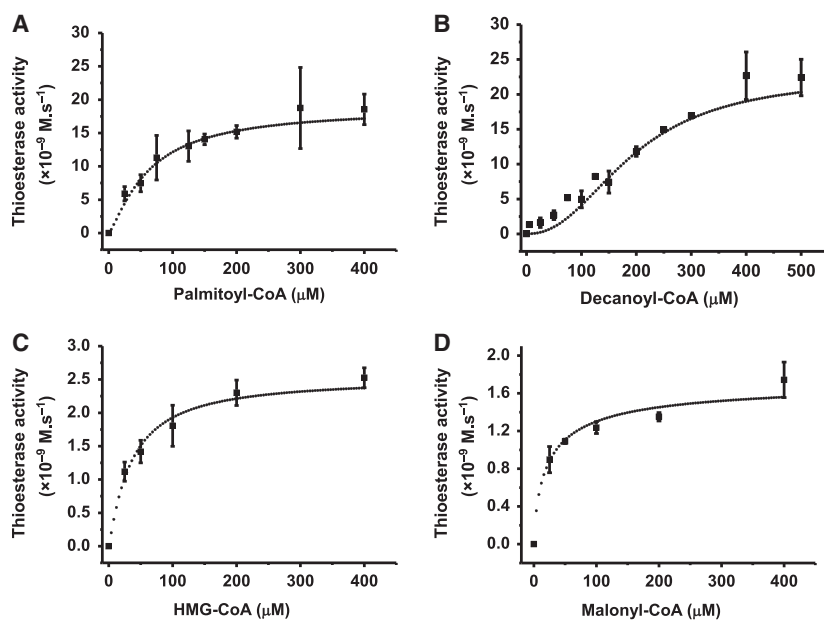 A
30
25
20
15
10
5
0
Thioesterase activity
(×10⁻⁹ M.s⁻¹)
0 100 200 300 400
Palmitoyl-CoA (μM)
B
30
25
20
15
10
5
0
Thioesterase activity
(×10⁻⁹ M.s⁻¹)
0 100 200 300 400 500
Decanoyl-CoA (μM)
C
3.0
2.5
2.0
1.5
1.0
0.5
0.0
Thioesterase activity
(×10⁻⁹ M.s⁻¹)
0 100 200 300 400
HMG-CoA (μM)
D
2.0
1.6
1.2
0.8
0.4
0.0
Thioesterase activity
(×10⁻⁹ M.s⁻¹)
0 100 200 300 400
Malonyl-CoA (μM)